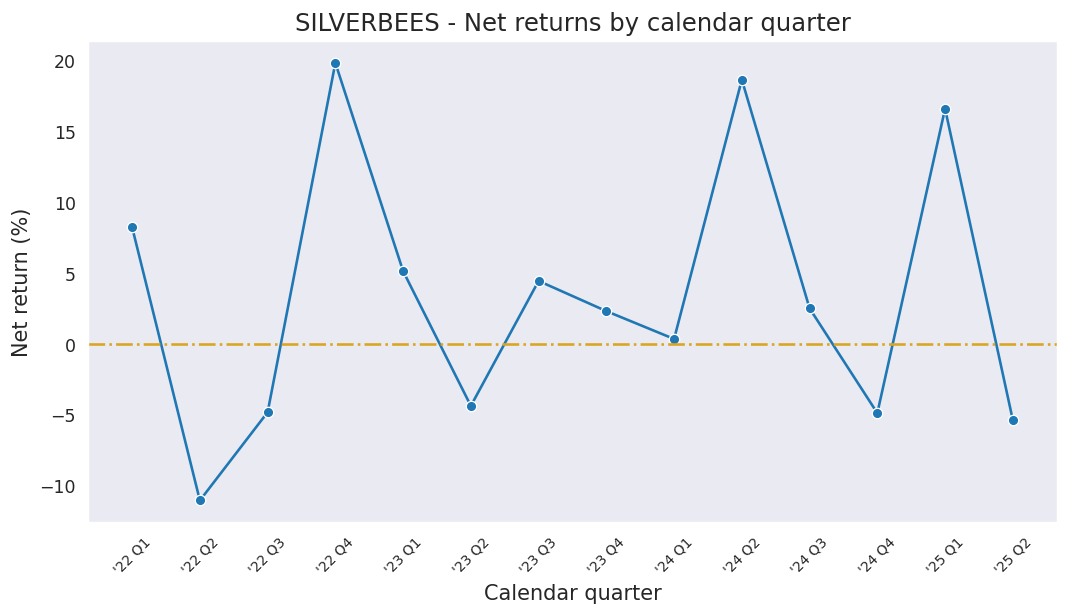 SILVERBEES - Net returns by calendar quarter
Net return (%)
20
15
10
5
0
−5
−10
'22 Q1
'22 Q2
'22 Q3
'22 Q4
'23 Q1
'23 Q2
'23 Q3
'23 Q4
'24 Q1
'24 Q2
'24 Q3
'24 Q4
'25 Q1
'25 Q2
Calendar quarter